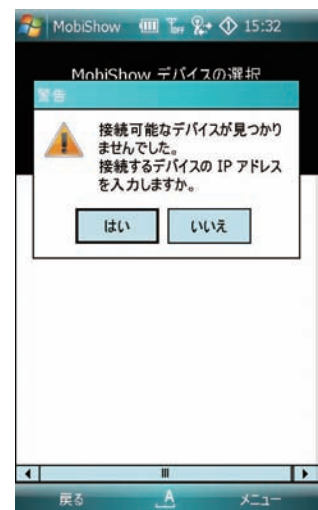 MobiShow 15:32
MobiShow デバイスの選択
警告
接続可能なデバイスが見つかり
ませんでした。
接続するデバイスの IP アドレス
を入力しますか。
はい いいえ
戻る A メニュー